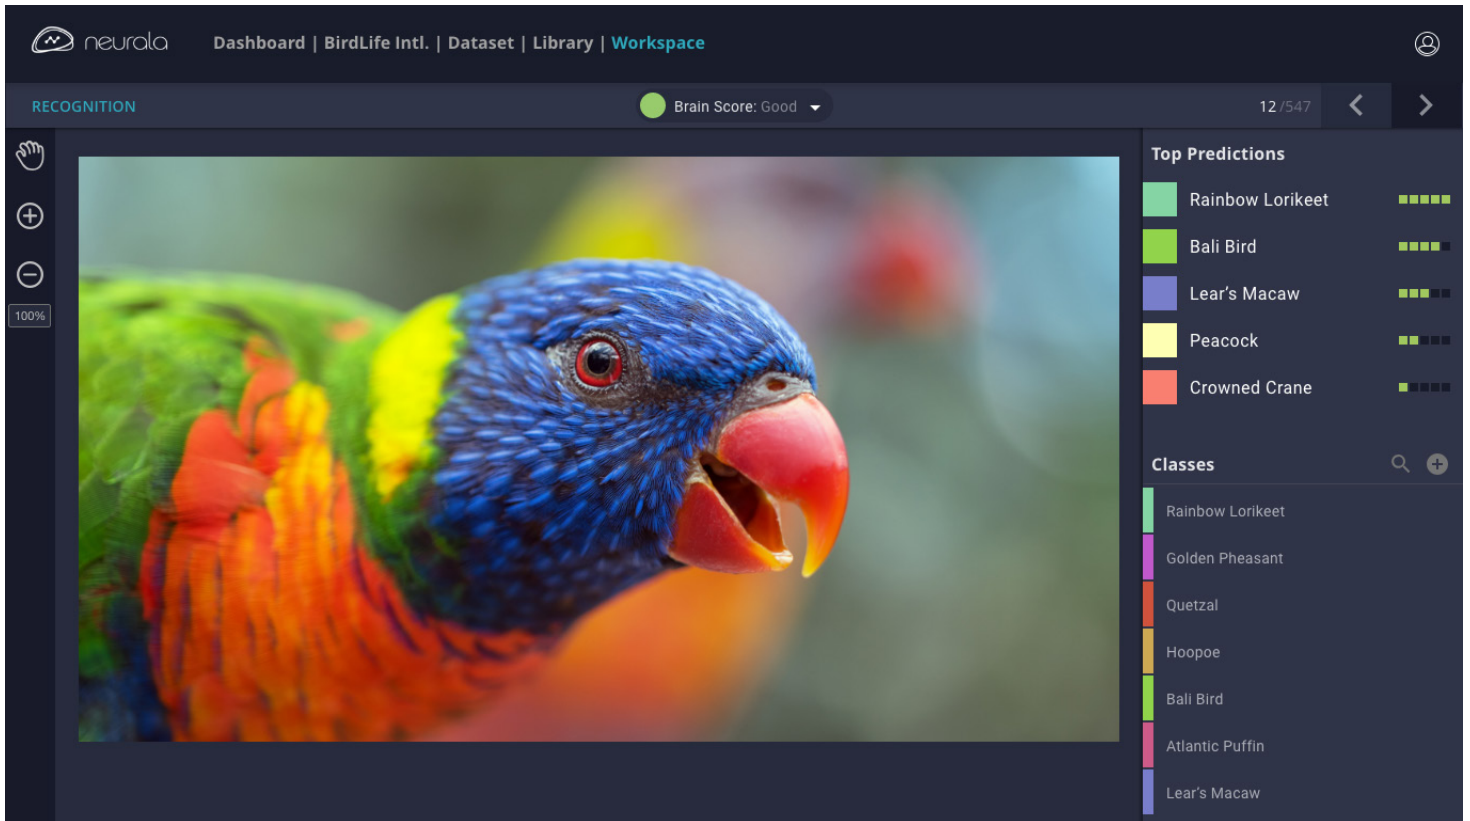 neurala
Dashboard | BirdLife Intl. | Dataset | Library | Workspace
RECOGNITION
Brain Score: Good
12/547
100%
Top Predictions
Rainbow Lorikeet
Bali Bird
Lear’s Macaw
Peacock
Crowned Crane
Classes
Rainbow Lorikeet
Golden Pheasant
Quetzal
Hoopoe
Bali Bird
Atlantic Puffin
Lear’s Macaw